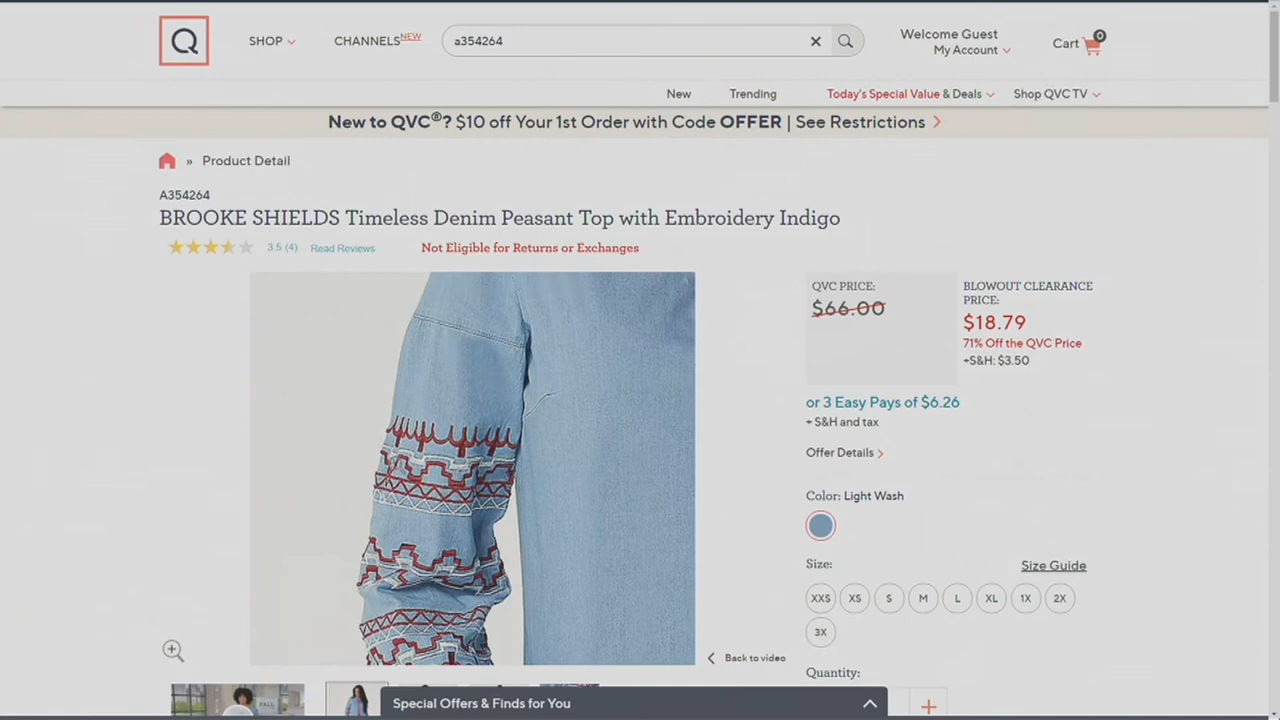 Q
SHOP
CHANNELS NEW
a354264
Welcome Guest
My Account
Cart 0
New
Trending
Today's Special Value & Deals
Shop QVC TV
New to QVC®? $10 off Your 1st Order with Code OFFER | See Restrictions
» Product Detail
A354264
BROOKE SHIELDS Timeless Denim Peasant Top with Embroidery Indigo
3.5 (4) Read Reviews
Not Eligible for Returns or Exchanges
QVC PRICE:
$66.00
BLOWOUT CLEARANCE
PRICE:
$18.79
71% Off the QVC Price
+S&H: $3.50
or 3 Easy Pays of $6.26
+ S&H and tax
Offer Details
Color: Light Wash
Size:
Size Guide
XXS XS S M L XL 1X 2X
3X
Back to video
Quantity:
+
FALL
Special Offers & Finds for You